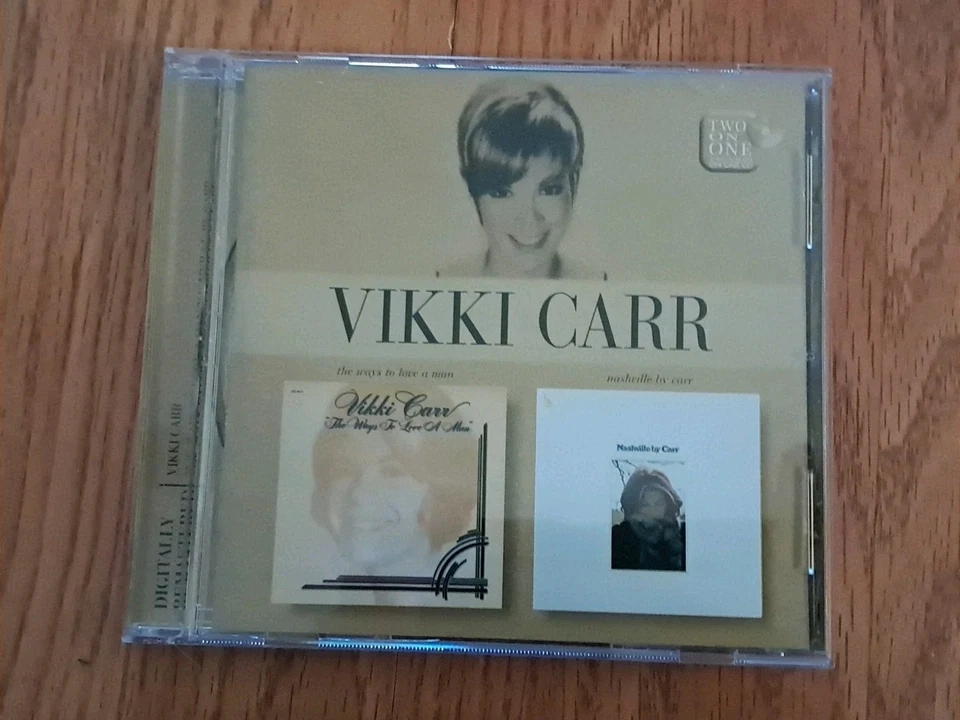 TWO
ON
ONE
VIKKI CARR
the ways to love a man
nashville by carr
Vikki Carr
"The Ways To Love A Man"
Nashville by Carr
DIGITALLY
REMASTERED
VIKKI CARR